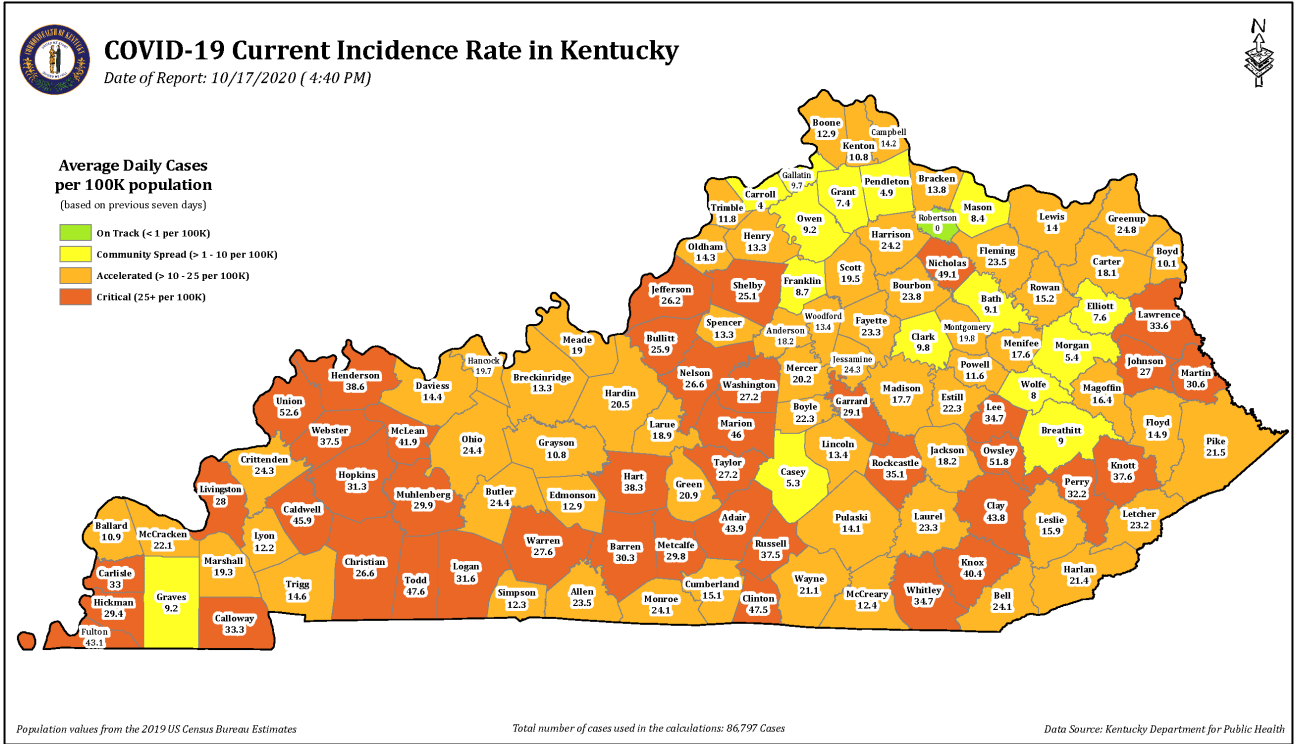 COVID-19 Current Incidence Rate in Kentucky
Date of Report: 10/17/2020 ( 4:40 PM)
N
Average Daily Cases
per 100K population
(based on previous seven days)
On Track (< 1 per 100K)
Community Spread (> 1 - 10 per 100K)
Accelerated (> 10 - 25 per 100K)
Critical (25+ per 100K)
Boone
12.9
Kenton
10.8
Campbell
14.2
Gallatin
9.7
Carroll
4
Grant
7.4
Pendleton
4.9
Bracken
13.8
Trimble
11.8
Owen
9.2
Robertson
0
Mason
8.4
Lewis
14
Greenup
24.8
Oldham
14.3
Henry
13.3
Harrison
24.2
Fleming
23.5
Carter
18.1
Boyd
10.1
Jefferson
26.2
Shelby
25.1
Franklin
8.7
Scott
19.5
Nicholas
49.1
Bourbon
23.8
Bath
9.1
Rowan
15.2
Elliott
7.6
Lawrence
33.6
Bullitt
25.9
Spencer
13.3
Anderson
18.2
Woodford
13.4
Fayette
23.3
Clark
9.8
Montgomery
19.8
Menifee
17.6
Morgan
5.4
Johnson
27
Martin
30.6
Meade
19
Hancock
19.7
Breckinridge
13.3
Hardin
20.5
Nelson
26.6
Washington
27.2
Mercer
20.2
Jessamine
24.3
Madison
17.7
Powell
11.6
Estill
22.3
Wolfe
8
Magoffin
16.4
Henderson
38.6
Daviess
14.4
Union
52.6
Webster
37.5
McLean
41.9
Ohio
24.4
Grayson
10.8
Larue
18.9
Marion
46
Boyle
22.3
Garrard
29.1
Lincoln
13.4
Lee
34.7
Breathitt
9
Floyd
14.9
Pike
21.5
Crittenden
24.3
Hopkins
31.3
Muhlenberg
29.9
Butler
24.4
Edmonson
12.9
Hart
38.3
Green
20.9
Taylor
27.2
Casey
5.3
Rockcastle
35.1
Jackson
18.2
Owsley
51.8
Perry
32.2
Knott
37.6
Livingston
28
Caldwell
45.9
Ballard
10.9
McCracken
22.1
Lyon
12.2
Marshall
19.3
Trigg
14.6
Christian
26.6
Todd
47.6
Logan
31.6
Warren
27.6
Barren
30.3
Metcalfe
29.8
Adair
43.9
Russell
37.5
Pulaski
14.1
Laurel
23.3
Clay
43.8
Leslie
15.9
Letcher
23.2
Carlisle
33
Hickman
29.4
Fulton
43.1
Graves
9.2
Calloway
33.3
Simpson
12.3
Allen
23.5
Monroe
24.1
Cumberland
15.1
Clinton
47.5
Wayne
21.1
McCreary
12.4
Whitley
34.7
Knox
40.4
Bell
24.1
Harlan
21.4
Population values from the 2019 US Census Bureau Estimates
Total number of cases used in the calculations: 86,797 Cases
Data Source: Kentucky Department for Public Health